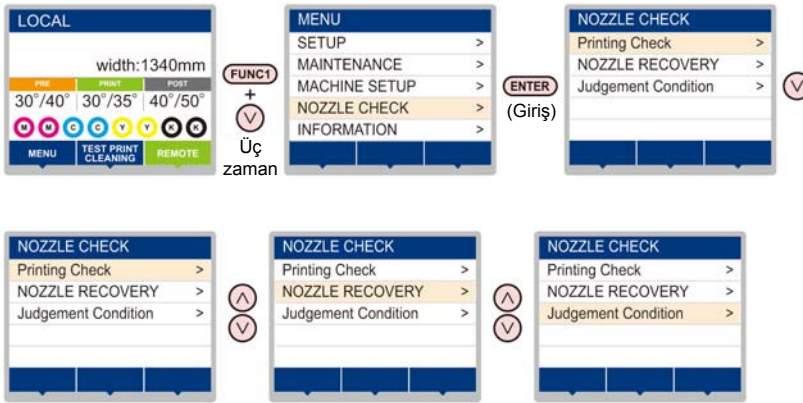 LOCAL
width:1340mm
PRE PRINT POST
30°/40° 30°/35° 40°/50°
M M C C Y Y K K
MENU TEST PRINT CLEANING REMOTE
FUNC1
+
Üç
zaman
MENU
SETUP >
MAINTENANCE >
MACHINE SETUP >
NOZZLE CHECK >
INFORMATION >
ENTER
(Giriş)
NOZZLE CHECK
Printing Check >
NOZZLE RECOVERY >
Judgement Condition >
NOZZLE CHECK
Printing Check >
NOZZLE RECOVERY >
Judgement Condition >
NOZZLE CHECK
Printing Check >
NOZZLE RECOVERY >
Judgement Condition >
NOZZLE CHECK
Printing Check >
NOZZLE RECOVERY >
Judgement Condition >